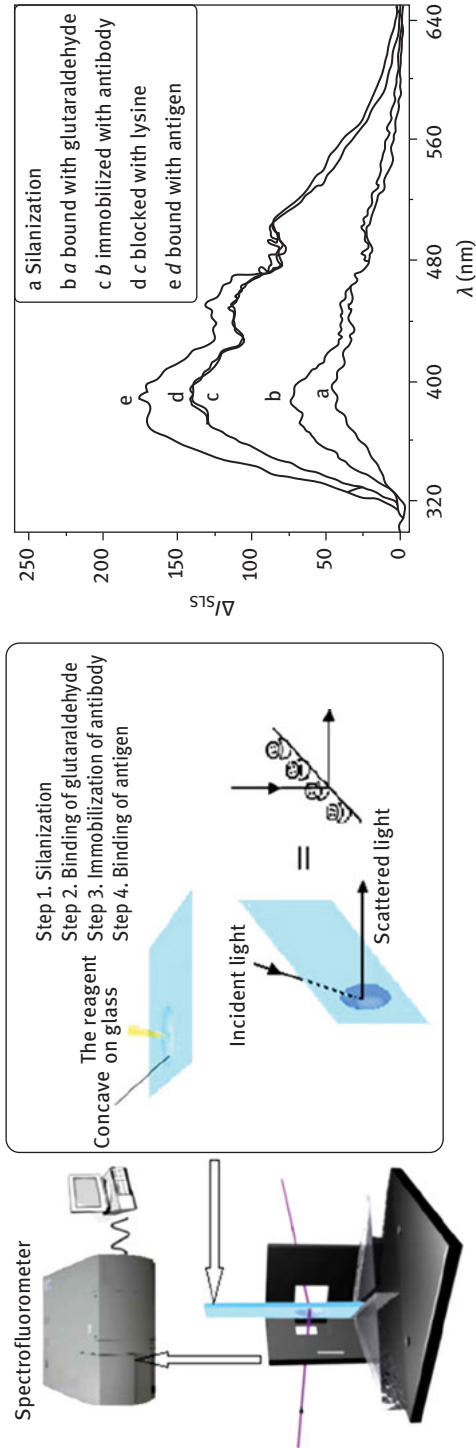 Spectrofluorometer
Concave
The reagent
on glass
Step 1. Silanization
Step 2. Binding of glutaraldehyde
Step 3. Immobilization of antibody
Step 4. Binding of antigen
Incident light
Scattered light
=
250
200
150
100
50
0
ΔI_SLS
320
400
480
560
640
λ (nm)
e
d
c
b
a
a Silanization
b a bound with glutaraldehyde
c b immobilized with antibody
d c blocked with lysine
e d bound with antigen